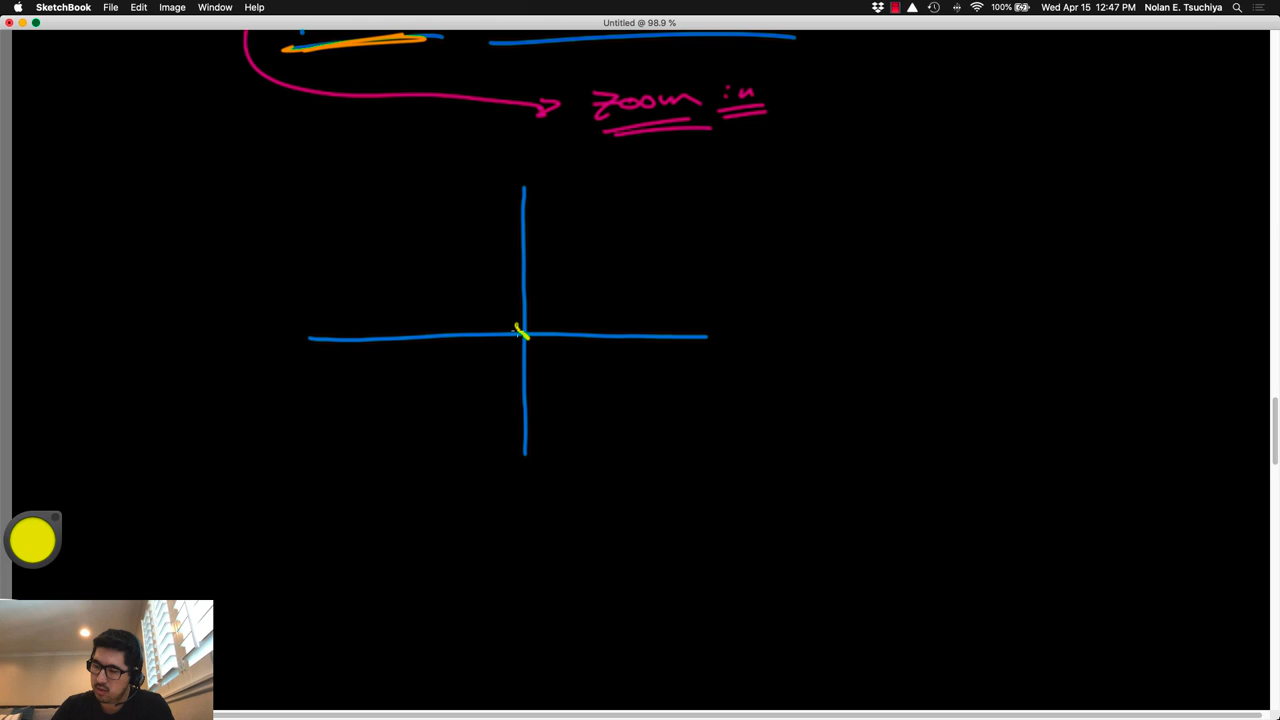 SketchBook File Edit Image Window Help 100% Wed Apr 15 12:47 PM Nolan E. Tsuchiya
Untitled @ 98.9 %
zoom in